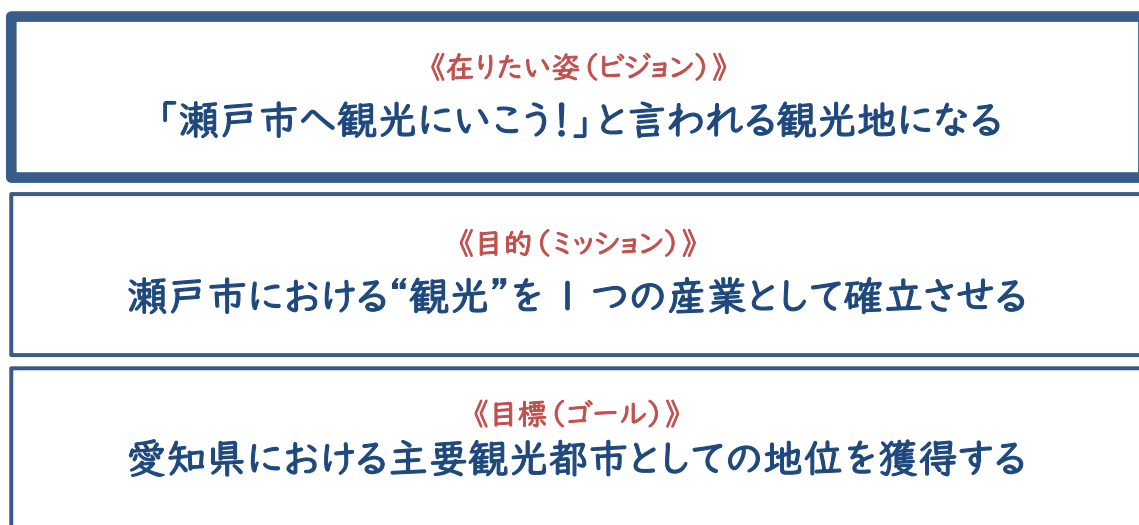 《在りたい姿（ビジョン）》
「瀬戸市へ観光にいこう！」と言われる観光地になる
《目的（ミッション）》
瀬戸市における“観光”を１つの産業として確立させる
《目標（ゴール）》
愛知県における主要観光都市としての地位を獲得する